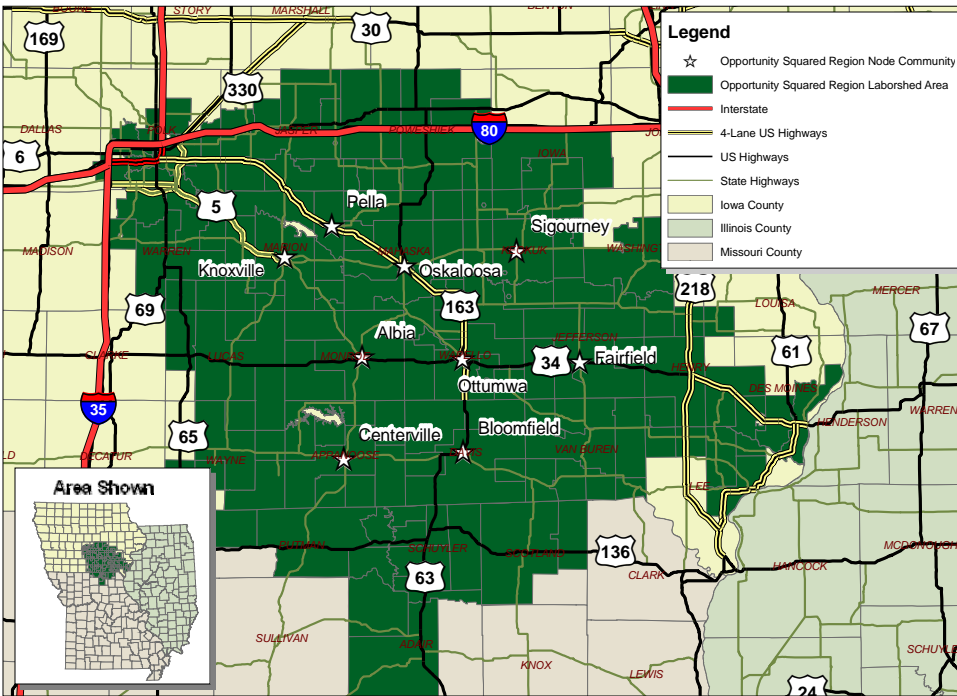 BOONE
STORY
MARSHALL
BENTON
169
30
330
DALLAS
POLK
JASPER
POWESHIEK
80
6
IOWA
5
Pella
Sigourney
MADISON
WARREN
MARION
MAHASKA
KEOKUK
WASHING
Knoxville
Oskaloosa
163
218
LOUISA
MERCER
69
Albia
JEFFERSON
67
61
CLARKE
LUCAS
MONROE
WAPELLO
34
Fairfield
HENRY
Ottumwa
DES MOINES
35
65
Centerville
Bloomfield
HENDERSON
WARREN
LD
DECATUR
WAYNE
APPANOOSE
DAVIS
VAN BUREN
LEE
PUTNAM
SCHUYLER
SCOTLAND
136
MCDONOUGH
63
CLARK
HANCOCK
SULLIVAN
ADAIR
KNOX
LEWIS
SCHUYLE
24
Legend
Opportunity Squared Region Node Community
Opportunity Squared Region Laborshed Area
Interstate
4-Lane US Highways
US Highways
State Highways
Iowa County
Illinois County
Missouri County
Area Shown